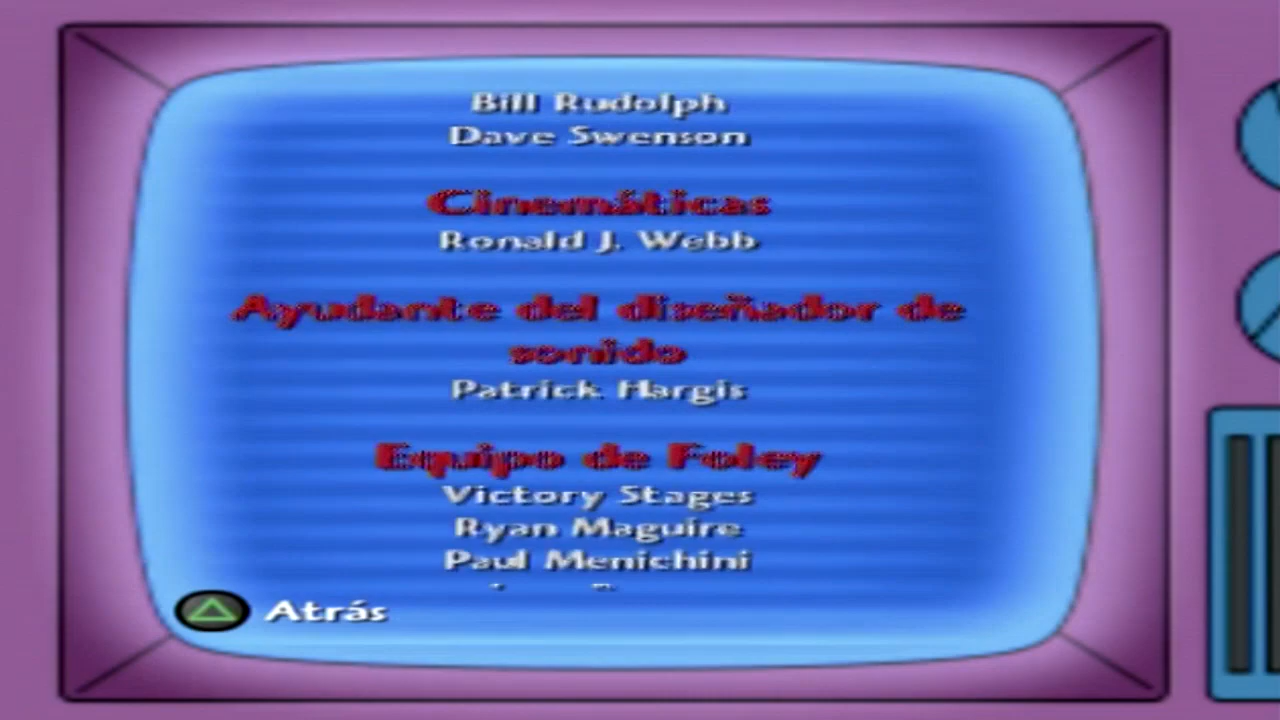 Bill Rudolph
Dave Swenson
Cinemáticas
Ronald J. Webb
Ayudante del diseñador de
sonido
Patrick Hargis
Equipo de Foley
Victory Stages
Ryan Maguire
Paul Menichini
Atrás